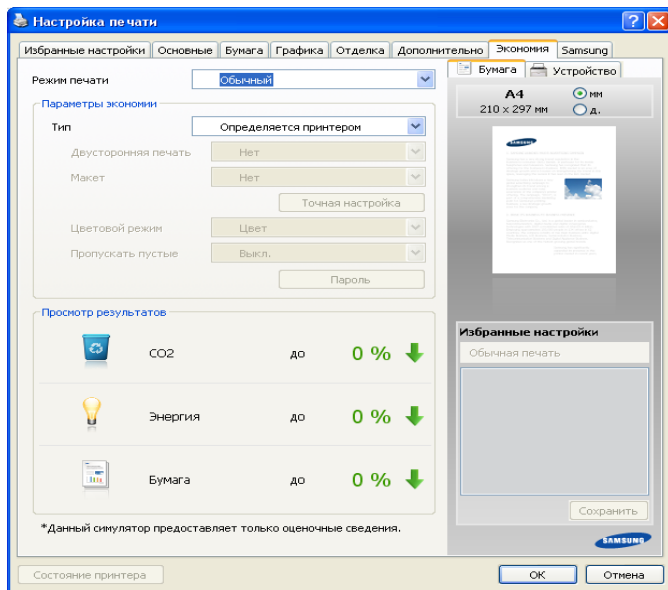 Настройка печати
Избранные настройки Основные Бумага Графика Отделка Дополнительно Экономия Samsung
Режим печати Обычный
Параметры экономии
Тип Определяется принтером
Двусторонняя печать Нет
Макет Нет
Точная настройка
Цветовой режим Цвет
Пропускать пустые Выкл.
Пароль
Просмотр результатов
CO2 до 0 %
Энергия до 0 %
Бумага до 0 %
*Данный симулятор предоставляет только оценочные сведения.
Бумага Устройство
A4 мм
210 x 297 мм д.
SAMSUNG
Избранные настройки
Обычная печать
Сохранить
SAMSUNG
Состояние принтера OK Отмена